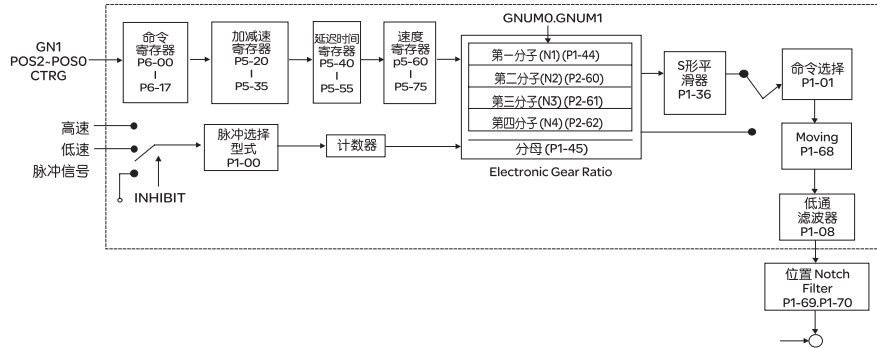 GNUM0.GNUM1
GN1
POS2~POS0
CTRG
命令
寄存器
P6-00
I
P6-17
加减速
寄存器
P5-20
I
P5-35
延迟时间
寄存器
P5-40
I
P5-55
速度
寄存器
p5-60
I
P5-75
第一分子(N1)(P1-44)
第二分子(N2)(P2-60)
第三分子(N3)(P2-61)
第四分子(N4)(P2-62)
分母(P1-45)
Electronic Gear Ratio
S形平
滑器
P1-36
命令选择
P1-01
高速
低速
脉冲信号
INHIBIT
脉冲选择
型式
P1-00
计数器
Moving
P1-68
低通
滤波器
P1-08
位置Notch
Filter
P1-69.P1-70